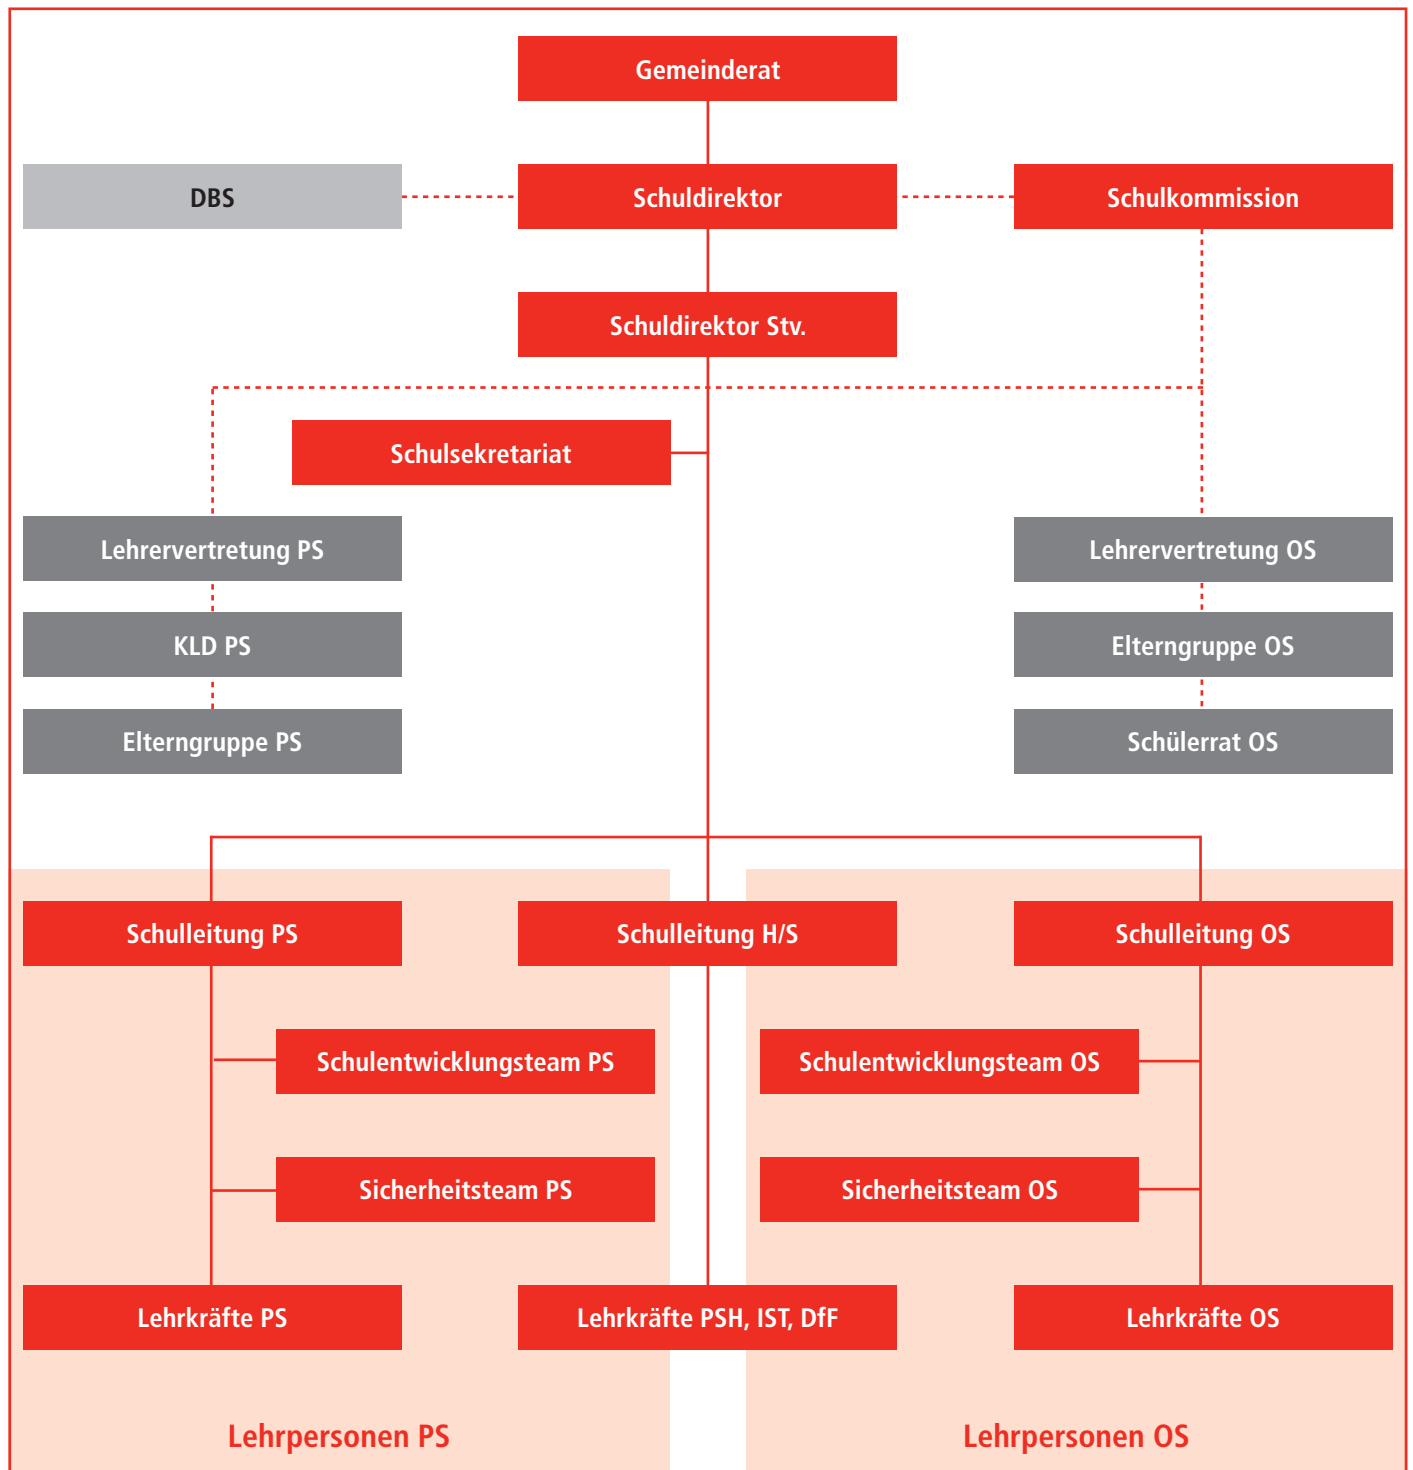 Gemeinderat
DBS
Schuldirektor
Schulkommission
Schuldirektor Stv.
Schulsekretariat
Lehrervertretung PS
Lehrervertretung OS
KLD PS
Elterngruppe OS
Elterngruppe PS
Schülerrat OS
Schulleitung PS
Schulleitung H/S
Schulleitung OS
Schulentwicklungsteam PS
Schulentwicklungsteam OS
Sicherheitsteam PS
Sicherheitsteam OS
Lehrkräfte PS
Lehrkräfte PSH, IST, DfF
Lehrkräfte OS
Lehrpersonen PS
Lehrpersonen OS